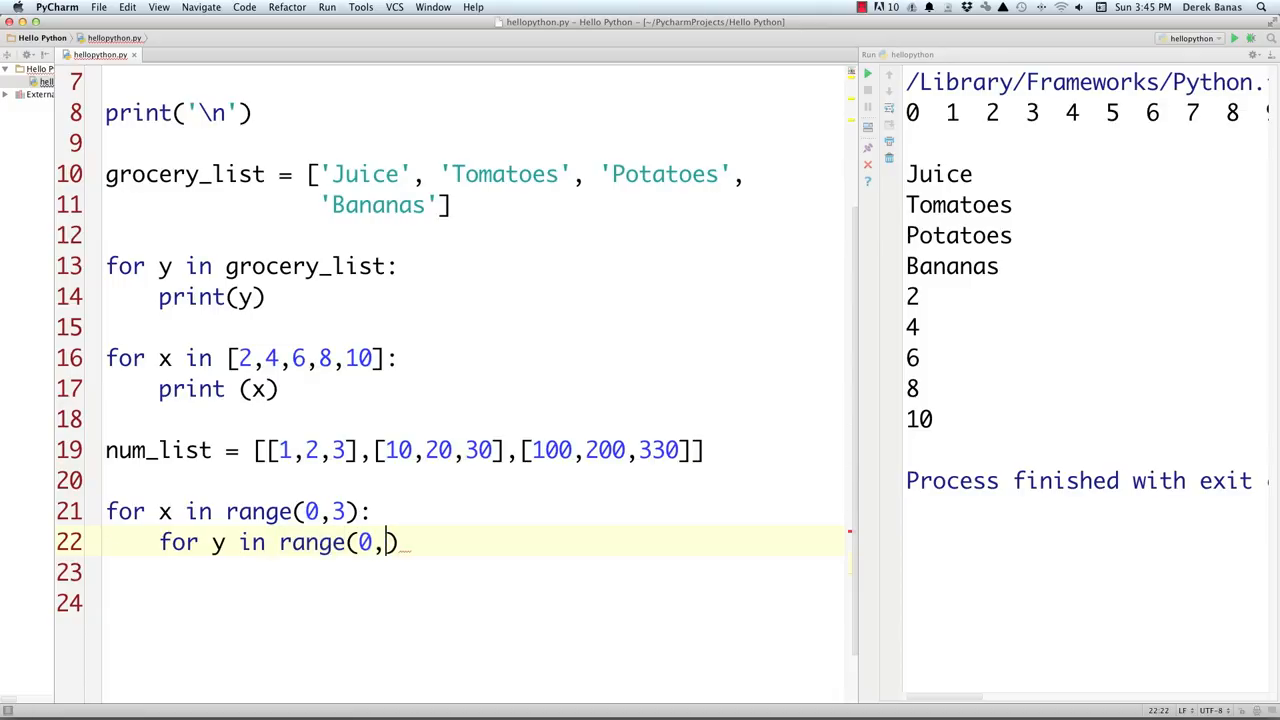 PyCharm File Edit View Navigate Code Refactor Run Tools VCS Window Help 10 Sun 3:45 PM Derek Banas
hellopython.py – Hello Python – [~/PycharmProjects/Hello Python]
Hello Python hellopython.py hellopython
hellopython.py Run hellopython
Hello P
hell
Externa
7
8 print('\n')
9
10 grocery_list = ['Juice', 'Tomatoes', 'Potatoes',
11 'Bananas']
12
13 for y in grocery_list:
14 print(y)
15
16 for x in [2,4,6,8,10]:
17 print (x)
18
19 num_list = [[1,2,3],[10,20,30],[100,200,330]]
20
21 for x in range(0,3):
22 for y in range(0,)
23
24
/Library/Frameworks/Python.
0 1 2 3 4 5 6 7 8 9
Juice
Tomatoes
Potatoes
Bananas
2
4
6
8
10
Process finished with exit
22:22 LF UTF-8